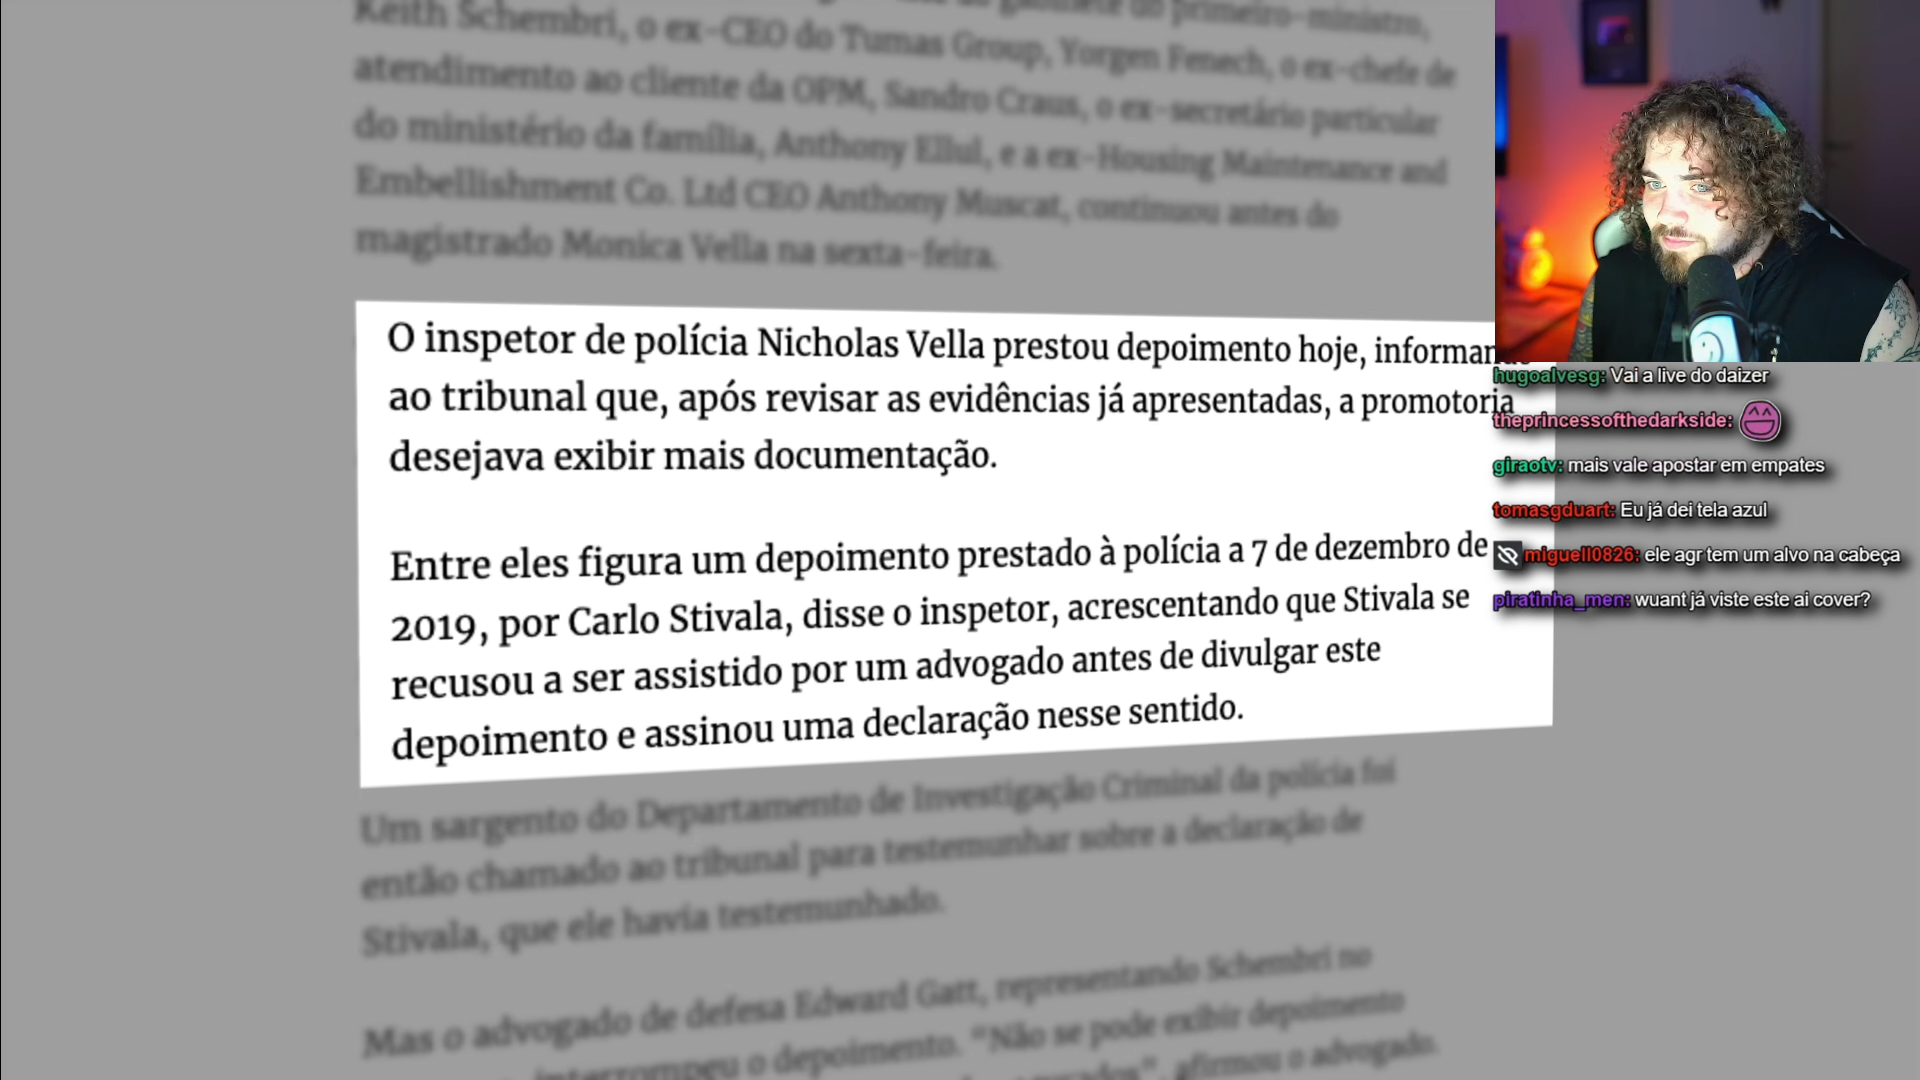 Keith Schembri, o ex-CEO do Tumas Group, Yorgen Fenech, o ex-chefe de
atendimento ao cliente da OPM, Sandro Craus, o ex-secretário particular
do ministério da família, Anthony Ellul, e a ex-Housing Maintenance and
Embellishment Co. Ltd CEO Anthony Muscat, continuou antes do
magistrado Monica Vella na sexta-feira.
O inspetor de polícia Nicholas Vella prestou depoimento hoje,
ao tribunal que, após revisar as evidências já apresentadas, a promotoria
desejava exibir mais documentação.
Entre eles figura um depoimento prestado à polícia a 7 de dezembro de
2019, por Carlo Stivala, disse o inspetor, acrescentando que Stivala se
recusou a ser assistido por um advogado antes de divulgar este
depoimento e assinou uma declaração nesse sentido.
Um sargento do Departamento de Investigação Criminal da polícia foi
então chamado ao tribunal para testemunhar sobre a declaração de
Stivala, que ele havia testemunhado.
Mas o advogado de defesa Edward Gatt, representando Schembri no
interrompeu o depoimento. "Não se pode exibir depoimento
afirmou o advogado.
hugoalvesg: Vai a live do daizer
theprincessofthedarkside:
giraotv: mais vale apostar em empates
tomasgduart: Eu já dei tela azul
miguell0826: ele agr tem um alvo na cabeça
piratinha_men: wuant já viste este ai cover?